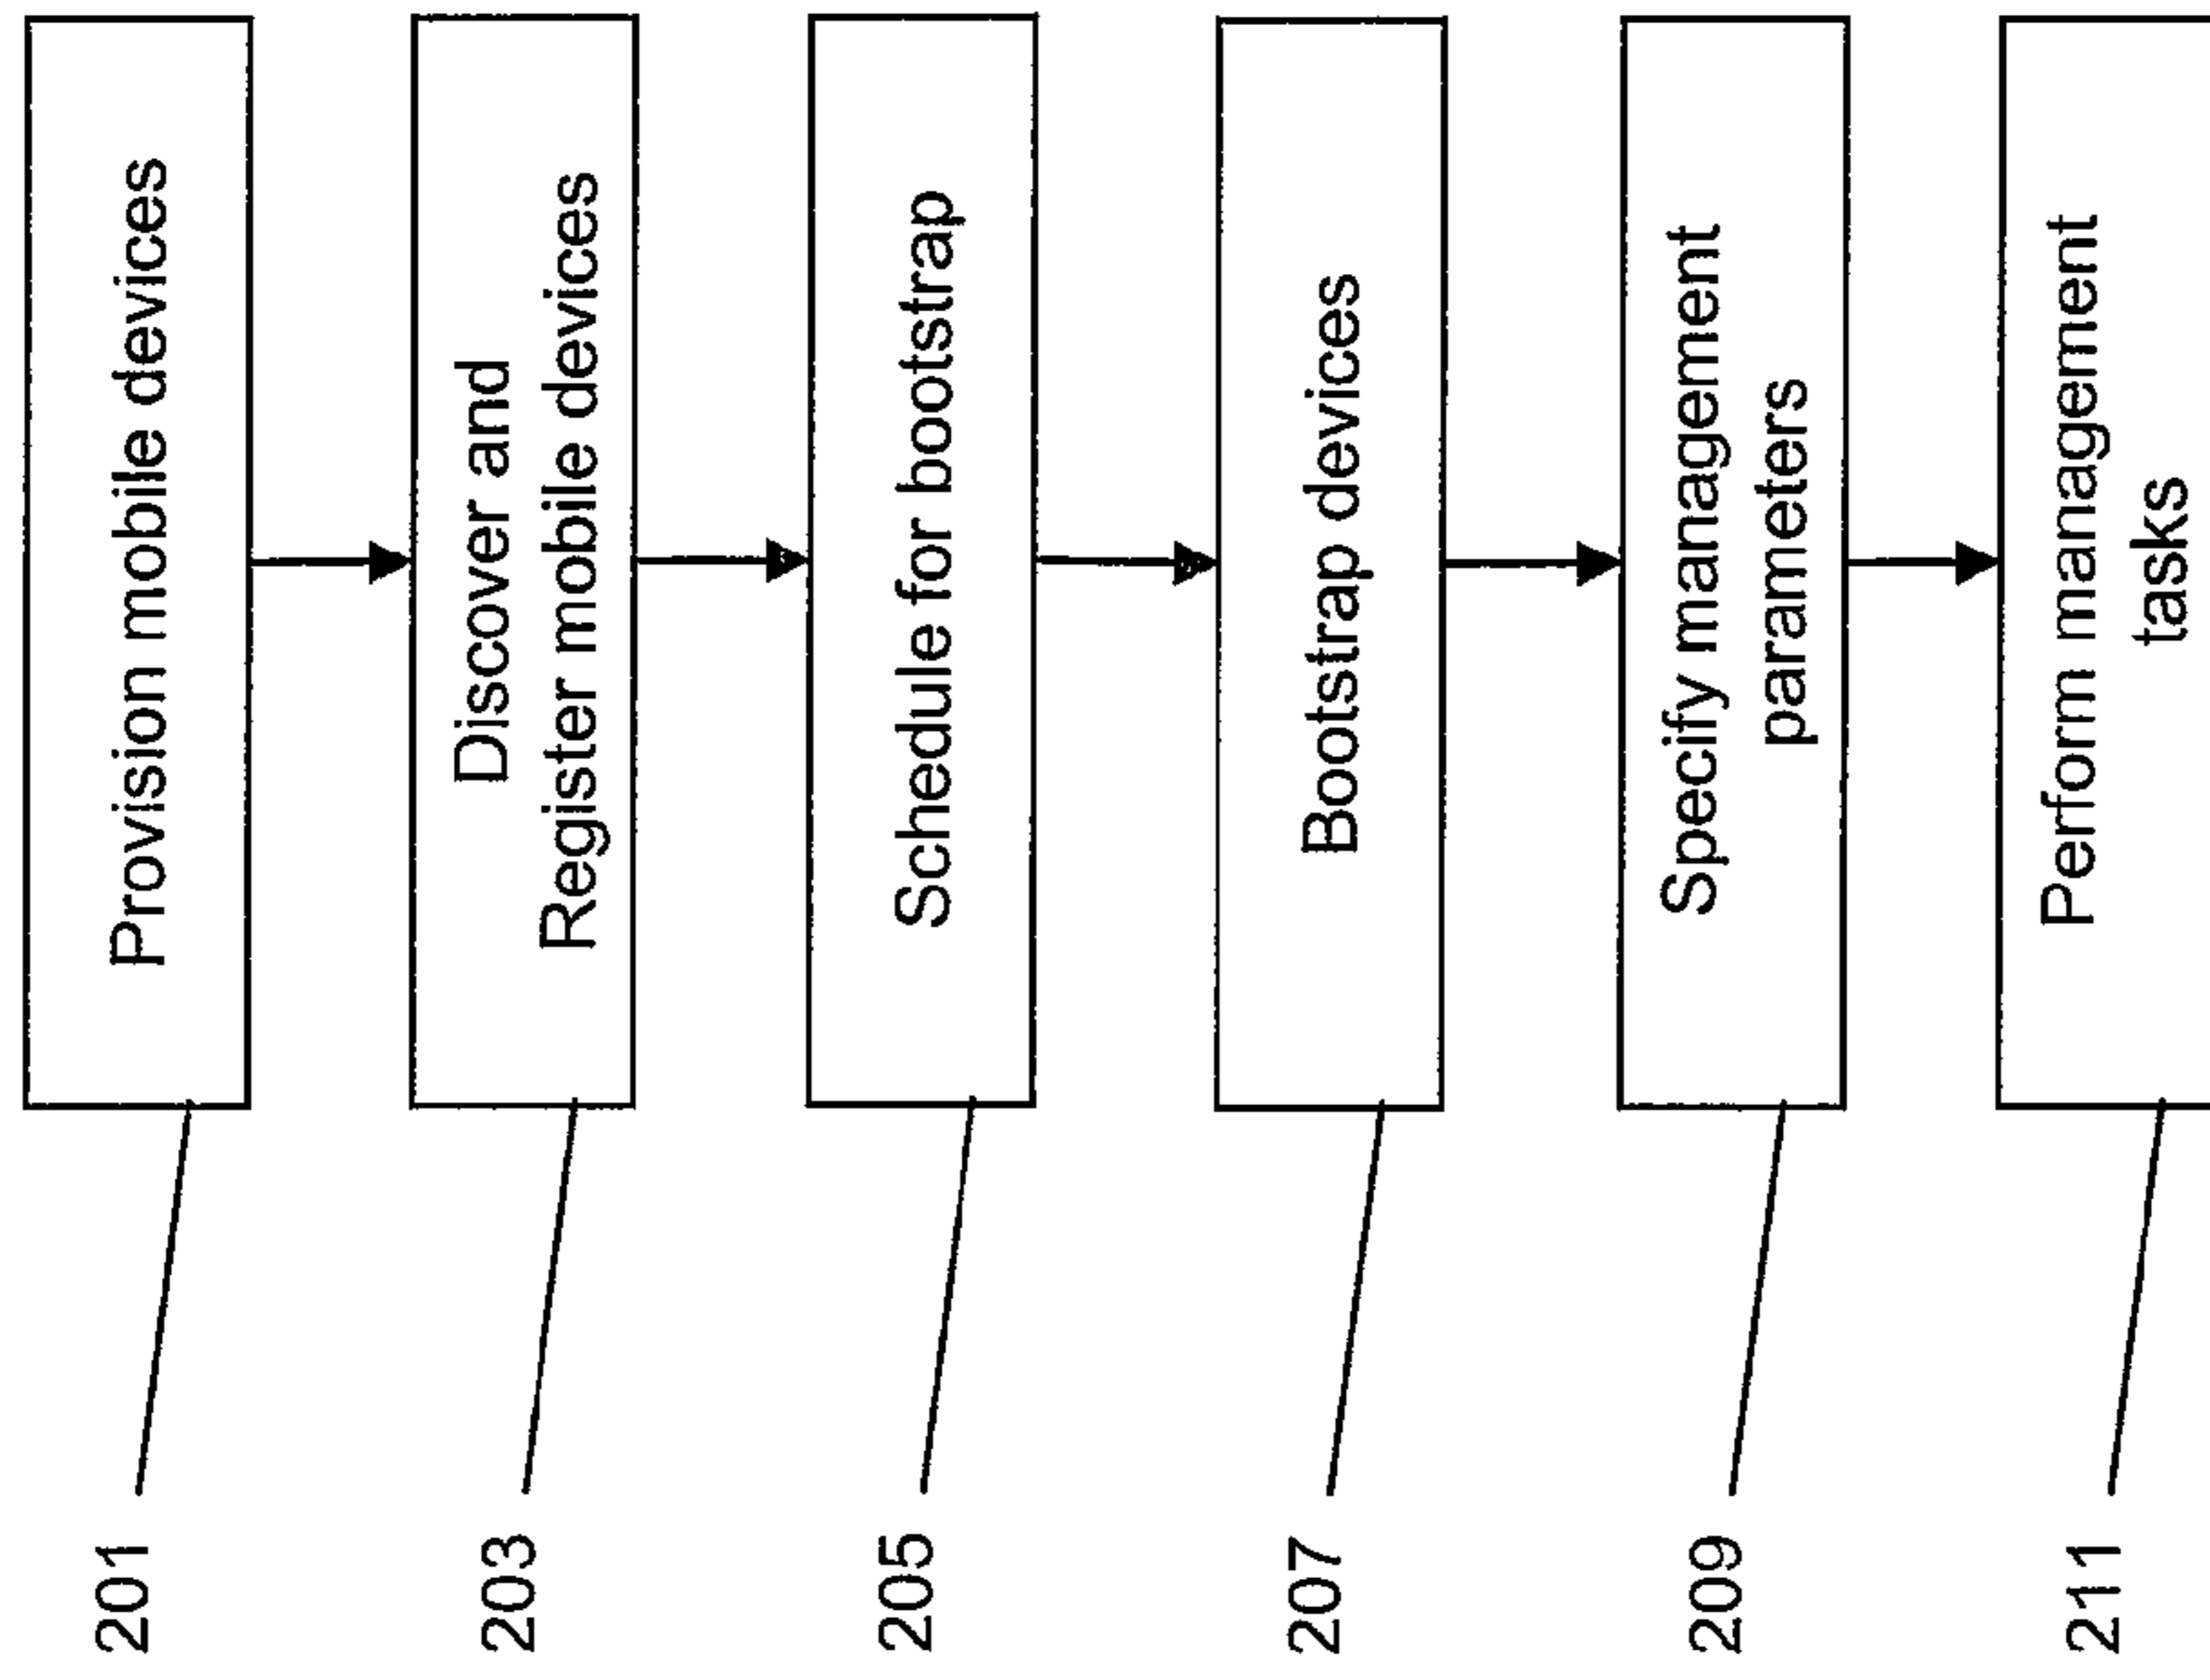 201
Provision mobile devices
203
Discover and
Register mobile devices
205
Schedule for bootstrap
207
Bootstrap devices
209
Specify management
parameters
211
Perform management
tasks